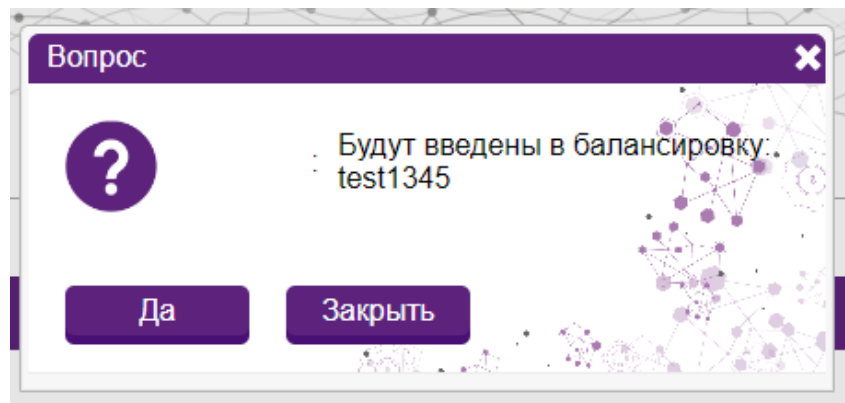 Вопрос
?
: Будут введены в балансировку:
test1345
Да
Закрыть